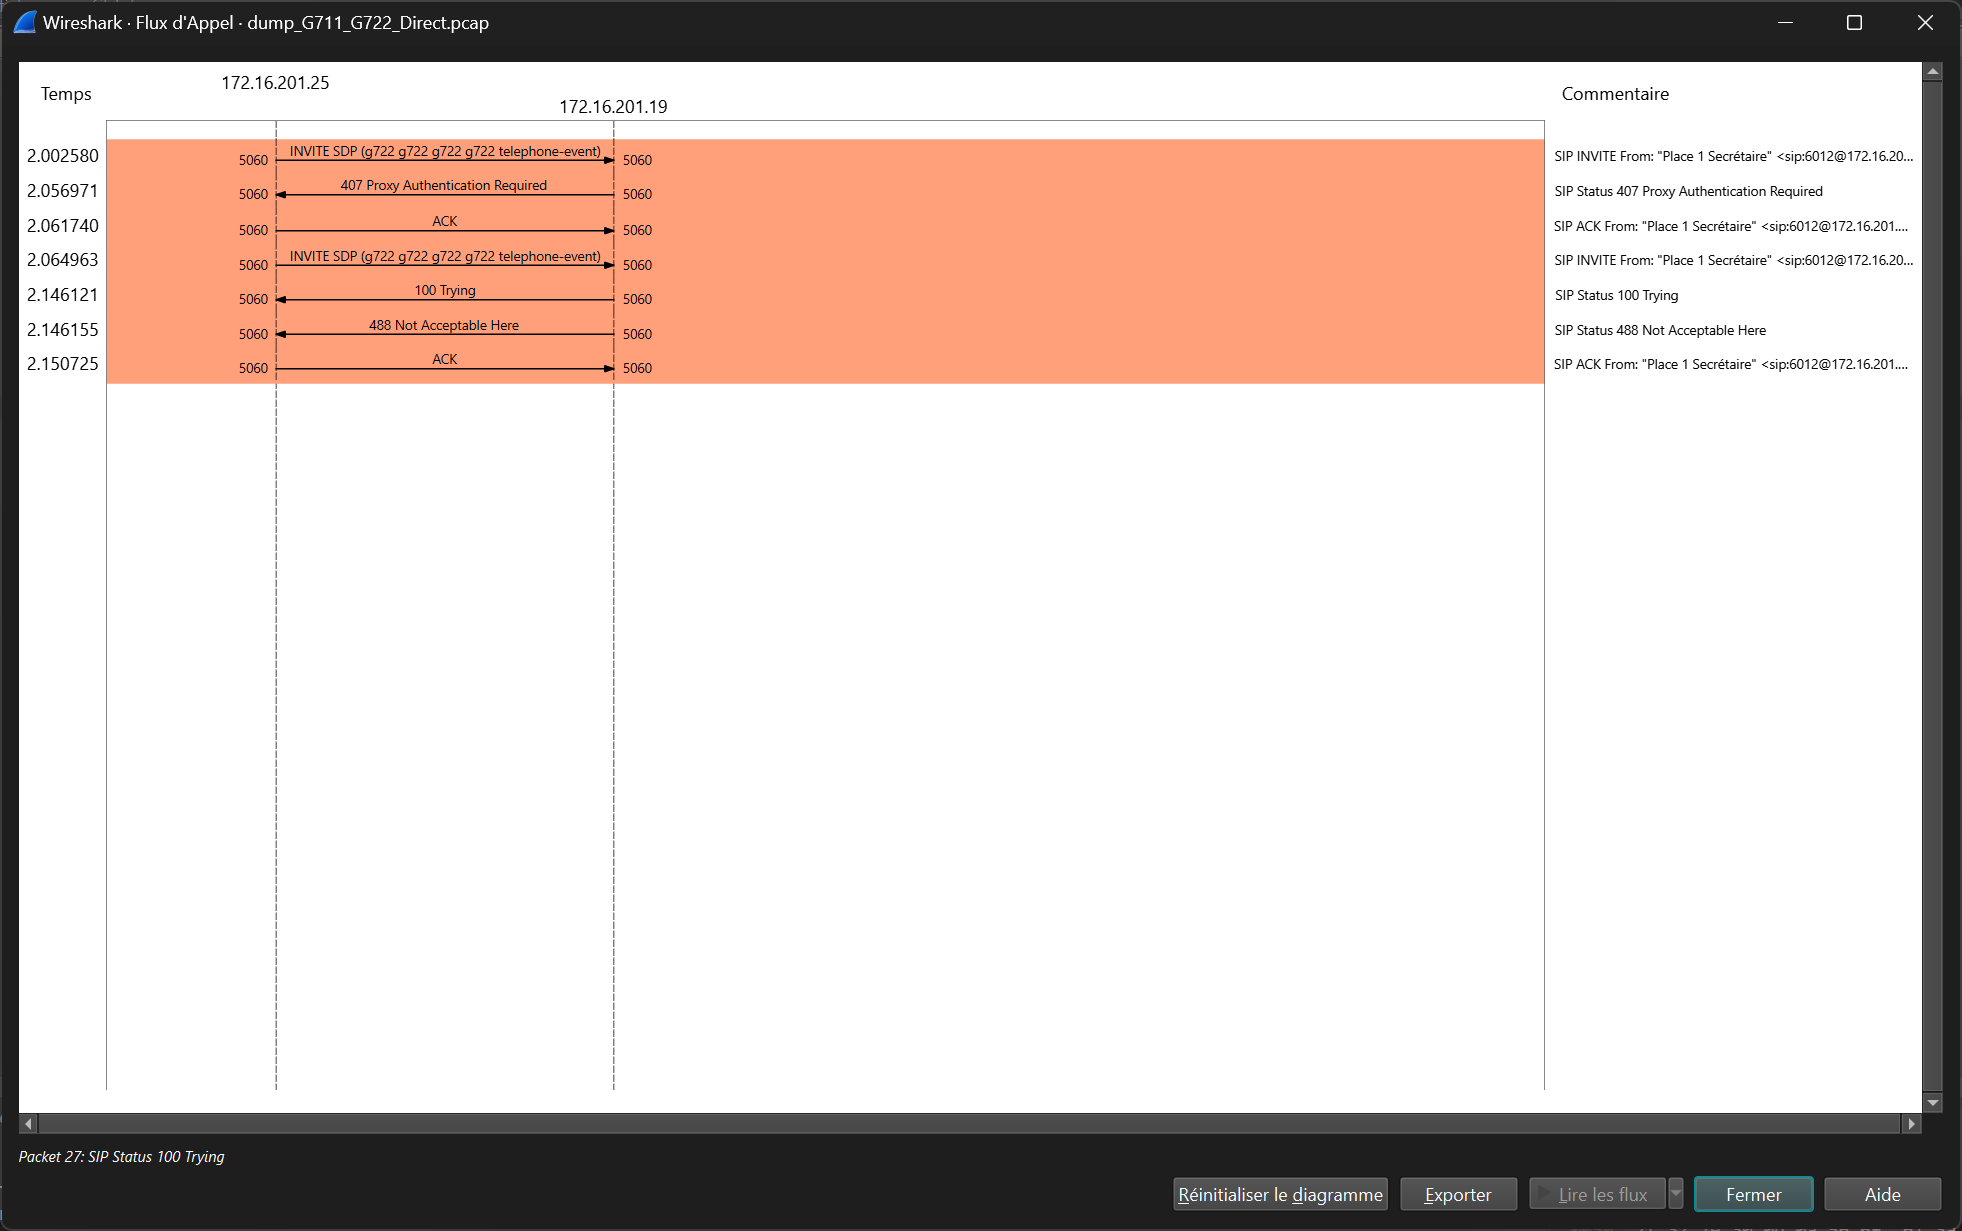 Wireshark · Flux d'Appel · dump_G711_G722_Direct.pcap
Temps
172.16.201.25
172.16.201.19
Commentaire
2.002580
5060
INVITE SDP (g722 g722 g722 g722 telephone-event)
5060
SIP INVITE From: "Place 1 Secrétaire" <sip:6012@172.16.20...
2.056971
5060
407 Proxy Authentication Required
5060
SIP Status 407 Proxy Authentication Required
2.061740
5060
ACK
5060
SIP ACK From: "Place 1 Secrétaire" <sip:6012@172.16.201....
2.064963
5060
INVITE SDP (g722 g722 g722 g722 telephone-event)
5060
SIP INVITE From: "Place 1 Secrétaire" <sip:6012@172.16.20...
2.146121
5060
100 Trying
5060
SIP Status 100 Trying
2.146155
5060
488 Not Acceptable Here
5060
SIP Status 488 Not Acceptable Here
2.150725
5060
ACK
5060
SIP ACK From: "Place 1 Secrétaire" <sip:6012@172.16.201....
Packet 27: SIP Status 100 Trying
Réinitialiser le diagramme
Exporter
Lire les flux
Fermer
Aide